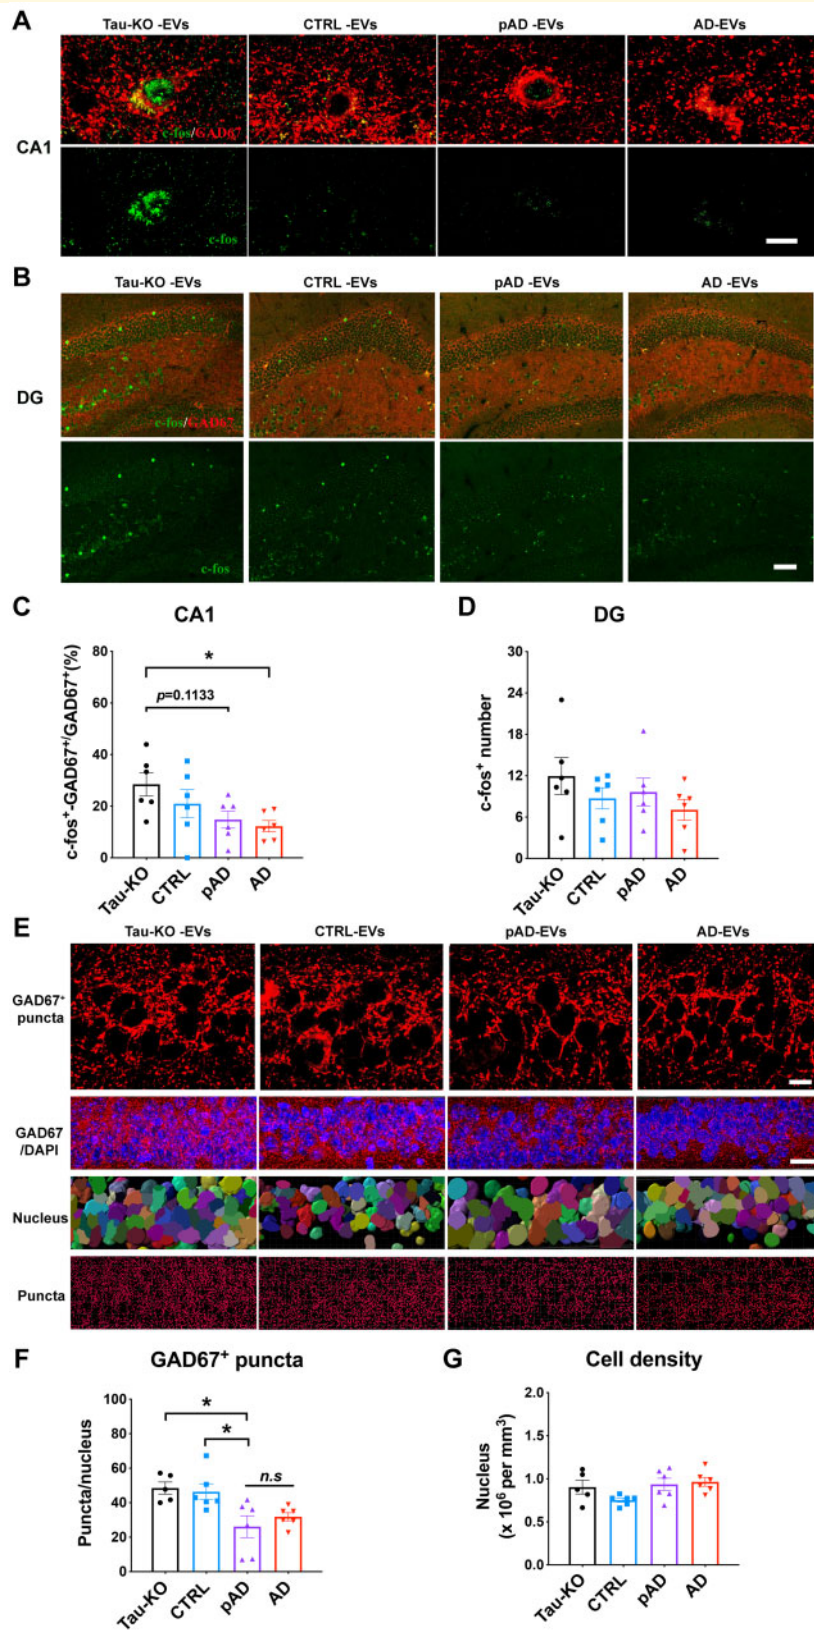 A
Tau-KO -EVs
CTRL -EVs
pAD -EVs
AD-EVs
CA1
c-fos/GAD67
c-fos
B
Tau-KO -EVs
CTRL -EVs
pAD -EVs
AD -EVs
DG
c-fos/GAD67
c-fos
C
CA1
c-fos⁺-GAD67⁺/GAD67⁺(%)
80
60
40
20
0
*
p=0.1133
Tau-KO
CTRL
pAD
AD
D
DG
c-fos⁺ number
30
24
18
12
6
0
Tau-KO
CTRL
pAD
AD
E
Tau-KO -EVs
CTRL-EVs
pAD-EVs
AD-EVs
GAD67⁺
puncta
GAD67
/DAPI
Nucleus
Puncta
F
GAD67⁺ puncta
Puncta/nucleus
100
80
60
40
20
0
*
*
n.s
Tau-KO
CTRL
pAD
AD
G
Cell density
Nucleus
(x 10⁶ per mm³)
2.0
1.5
1.0
0.5
0.0
Tau-KO
CTRL
pAD
AD